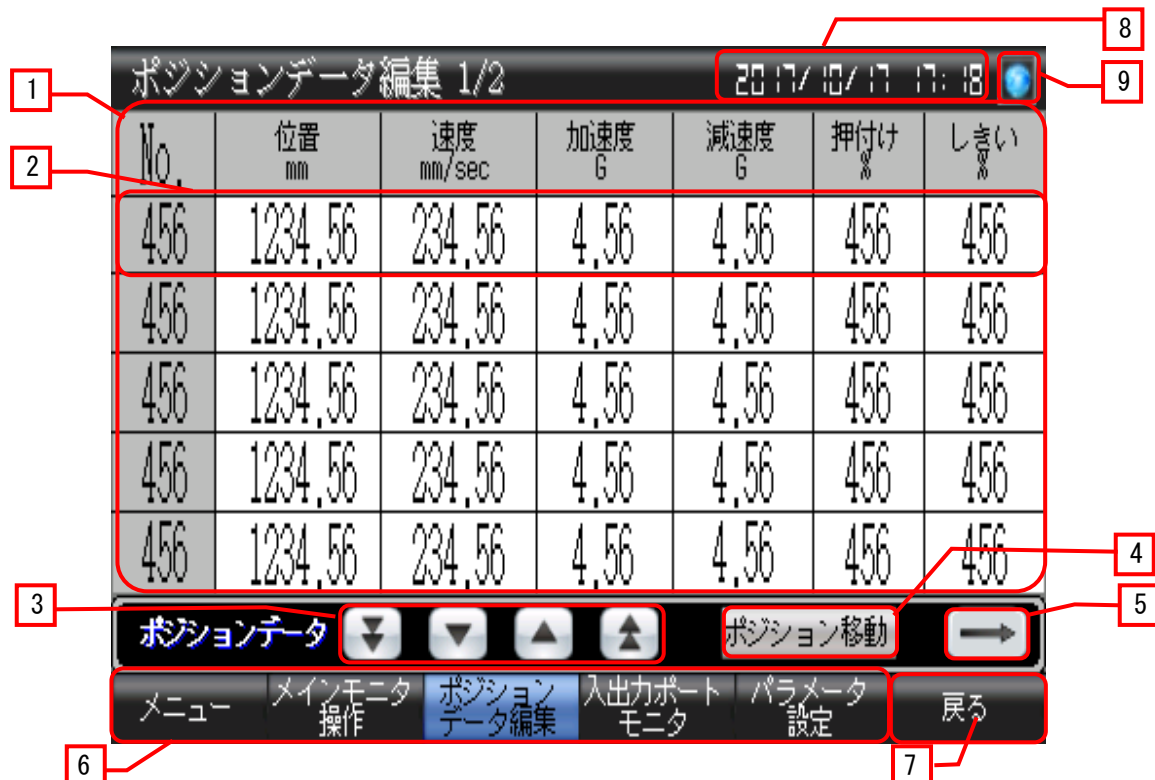 8
ポジションデータ編集 1/2 2017/10/17 17:18
9
1
No. 位置 速度 加速度 減速度 押付け しきい
mm mm/sec G G % %
2
456 1234.56 234.56 4.56 4.56 456 456
456 1234.56 234.56 4.56 4.56 456 456
456 1234.56 234.56 4.56 4.56 456 456
456 1234.56 234.56 4.56 4.56 456 456
456 1234.56 234.56 4.56 4.56 456 456
4
3
5
ポジションデータ ポジション移動
メニュー メインモニタ ポジション 入出力ポート パラメータ 戻る
操作 データ編集 モニタ 設定
6 7